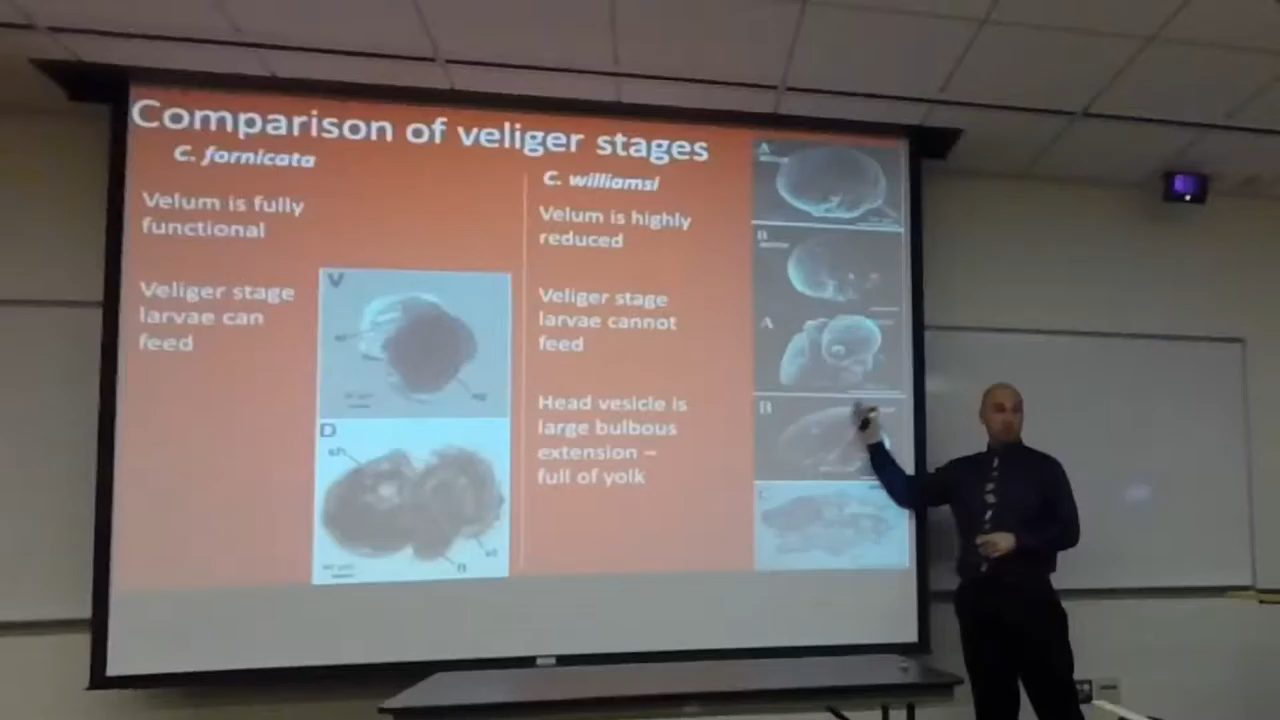 Comparison of veliger stages
C. fornicata
Velum is fully
functional
Veliger stage
larvae can
feed
V
D
C. williamsi
Velum is highly
reduced
Veliger stage
larvae cannot
feed
Head vesicle is
large bulbous
extension –
full of yolk
A
B
A
B
C